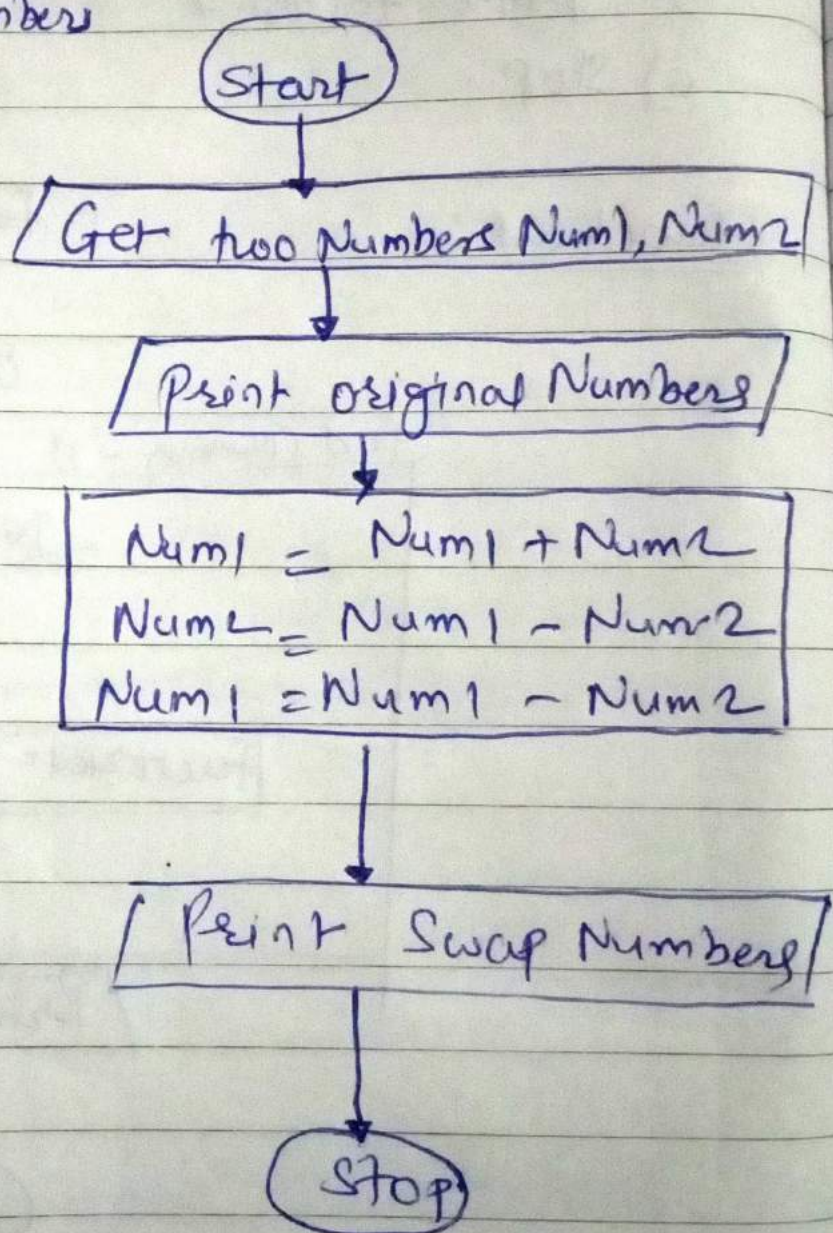 Start
Get two Numbers Num1, Num2
Print original Numbers
Num1 = Num1 + Num2
Num2 = Num1 - Num2
Num1 = Num1 - Num2
Print Swap Numbers
Stop